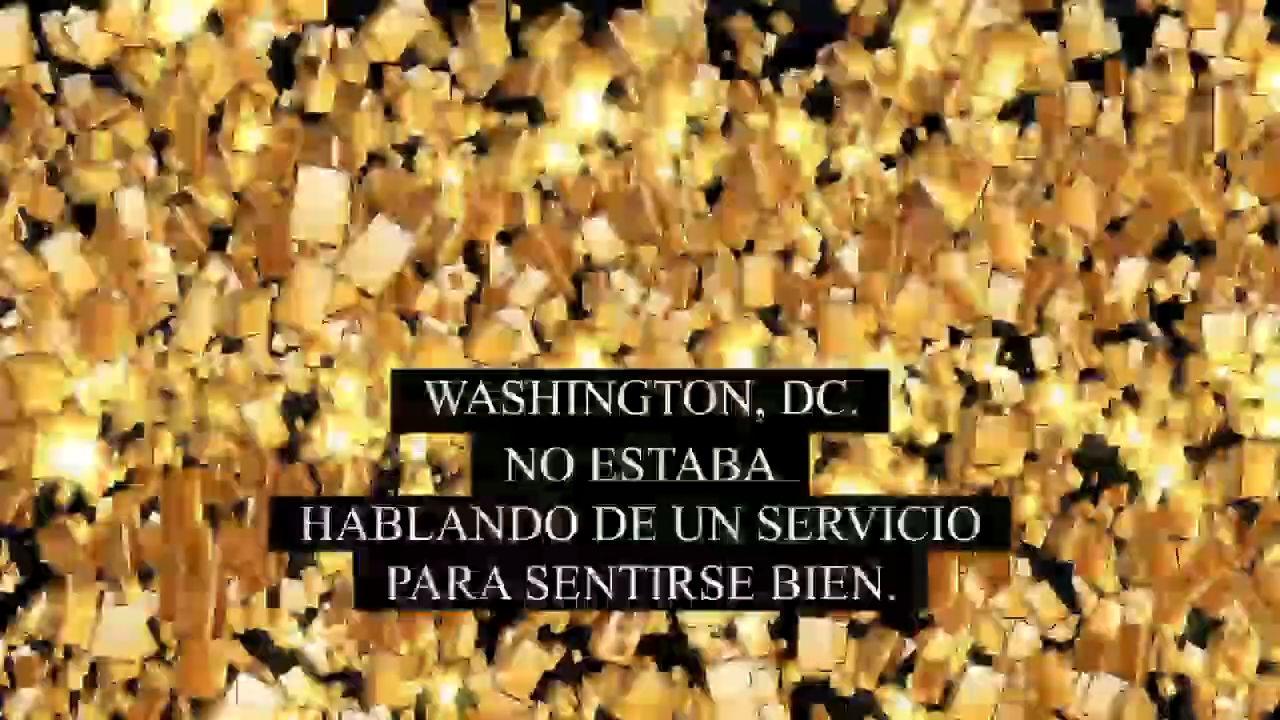 WASHINGTON, DC.
NO ESTABA
HABLANDO DE UN SERVICIO
PARA SENTIRSE BIEN.